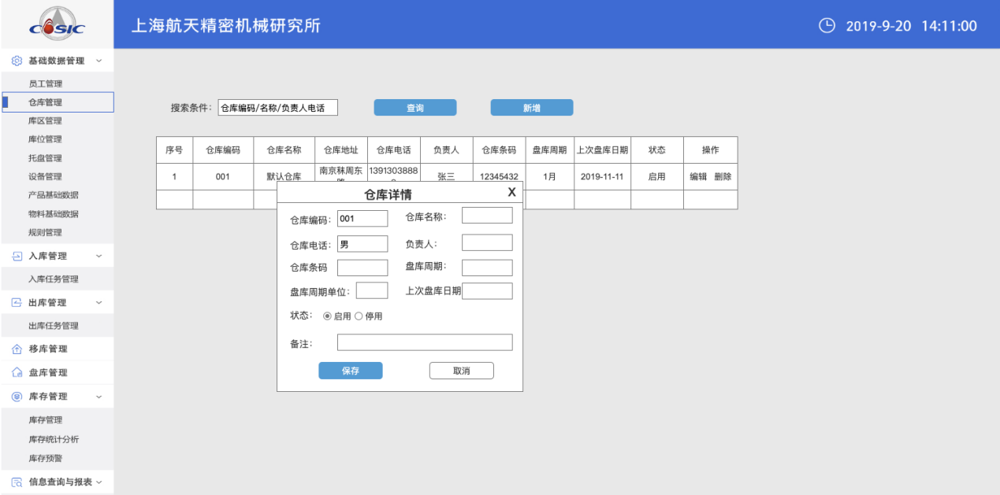 COSIC
上海航天精密机械研究所
2019-9-20 14:11:00
基础数据管理
员工管理
仓库管理
库区管理
库位管理
托盘管理
设备管理
产品基础数据
物料基础数据
规则管理
入库管理
入库任务管理
出库管理
出库任务管理
移库管理
盘库管理
库存管理
库存管理
库存统计分析
库存预警
信息查询与报表
搜索条件: 仓库编码/名称/负责人电话 查询 新增
序号 仓库编码 仓库名称 仓库地址 仓库电话 负责人 仓库条码 盘库周期 上次盘库日期 状态 操作
1 001 默认仓库 南京秣周东 1391303888 张三 12345432 1月 2019-11-11 启用 编辑 删除
仓库详情 X
仓库编码: 001 仓库名称:
仓库电话: 男 负责人:
仓库条码 盘库周期:
盘库周期单位: 上次盘库日期
状态: 启用 停用
备注:
保存 取消